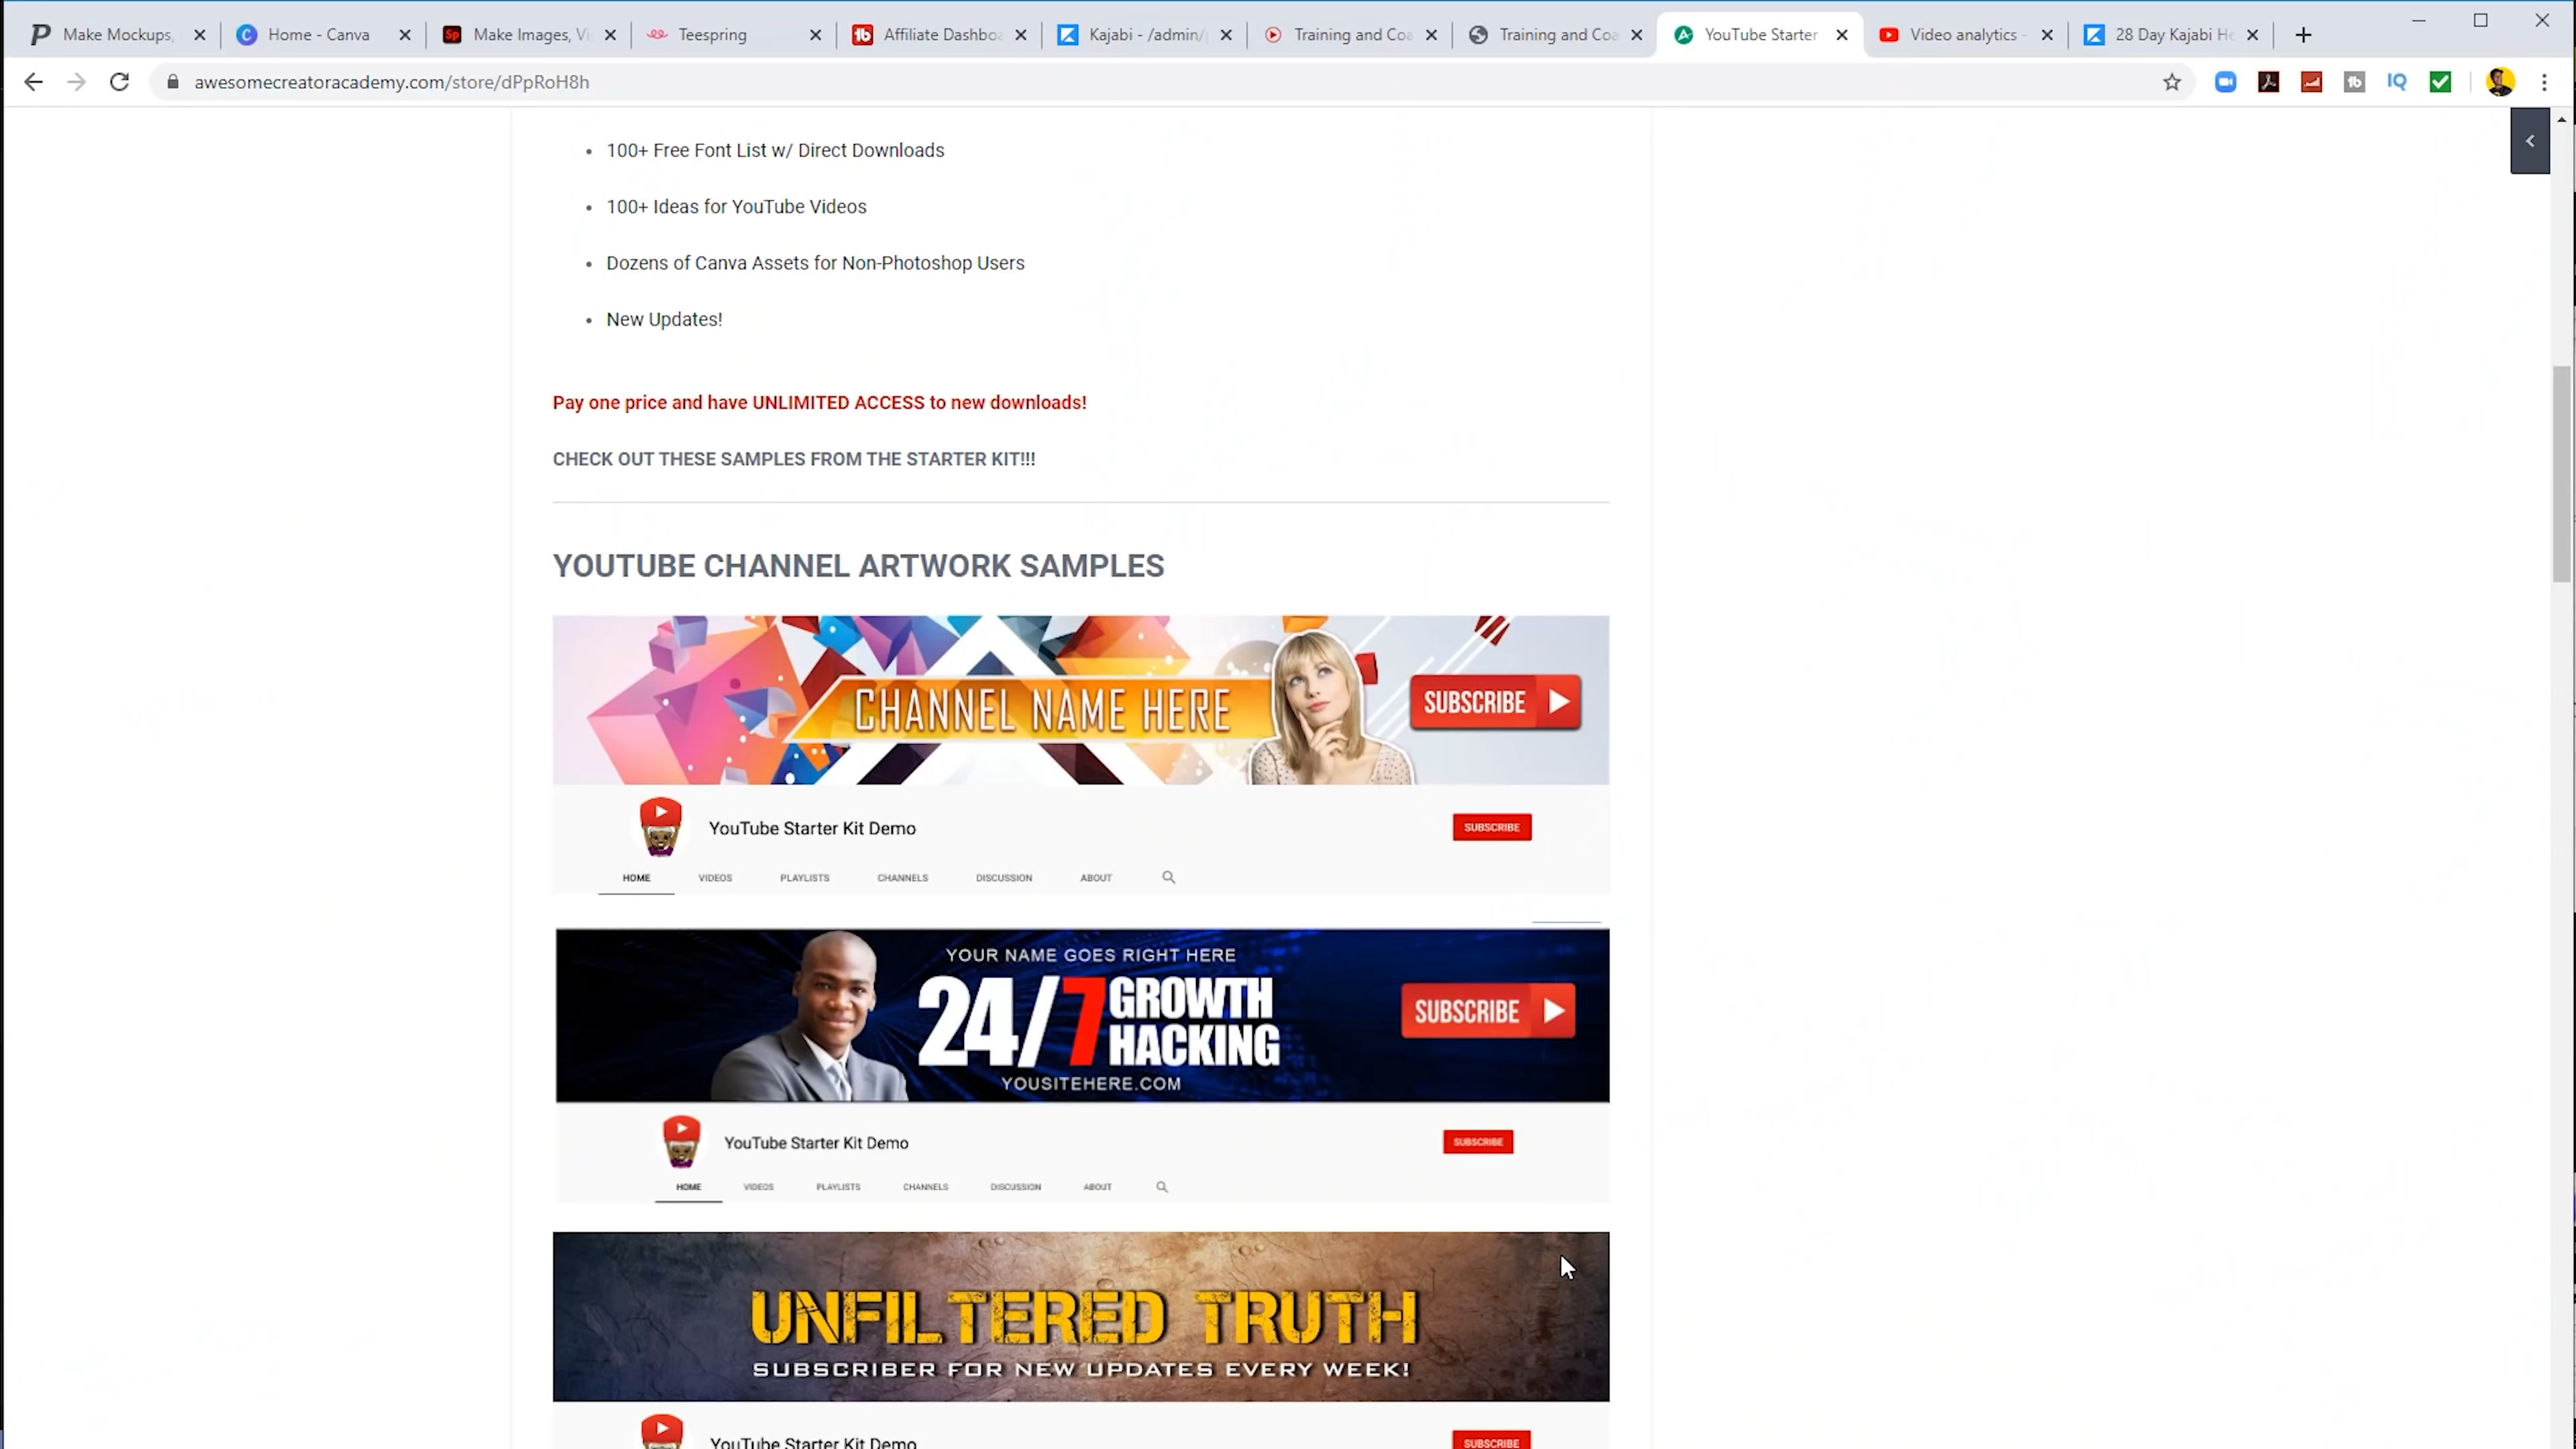 Make Mockups,
Home - Canva
Make Images, Vi
Teespring
Affiliate Dashboa
Kajabi - /admin/
Training and Coa
Training and Coa
YouTube Starter
Video analytics -
28 Day Kajabi He
awesomecreatoracademy.com/store/dPpRoH8h
100+ Free Font List w/ Direct Downloads
100+ Ideas for YouTube Videos
Dozens of Canva Assets for Non-Photoshop Users
New Updates!
Pay one price and have UNLIMITED ACCESS to new downloads!
CHECK OUT THESE SAMPLES FROM THE STARTER KIT!!!
YOUTUBE CHANNEL ARTWORK SAMPLES
CHANNEL NAME HERE
SUBSCRIBE
YouTube Starter Kit Demo
SUBSCRIBE
HOME VIDEOS PLAYLISTS CHANNELS DISCUSSION ABOUT
YOUR NAME GOES RIGHT HERE
24/7 GROWTH
HACKING
SUBSCRIBE
YOUSITEHERE.COM
YouTube Starter Kit Demo
SUBSCRIBE
HOME VIDEOS PLAYLISTS CHANNELS DISCUSSION ABOUT
UNFILTERED TRUTH
SUBSCRIBER FOR NEW UPDATES EVERY WEEK!
YouTube Starter Kit Demo
SUBSCRIBE